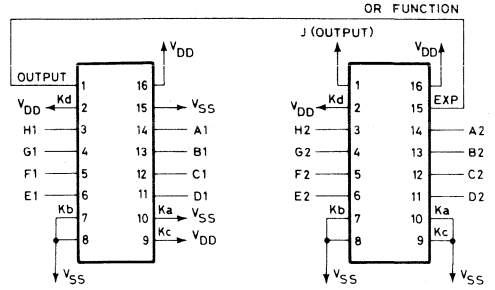 OR FUNCTION
J (OUTPUT)
VDD VDD
OUTPUT 1 16 1 16
VDD Kd 2 15 VSS VDD Kd 2 15 EXP
H1 3 14 A1 H2 3 14 A2
G1 4 13 B1 G2 4 13 B2
F1 5 12 C1 F2 5 12 C2
E1 6 11 D1 E2 6 11 D2
Kb 7 10 Ka VSS Kb 7 10 Ka
8 9 Kc VDD 8 9 Kc
VSS VSS VSS